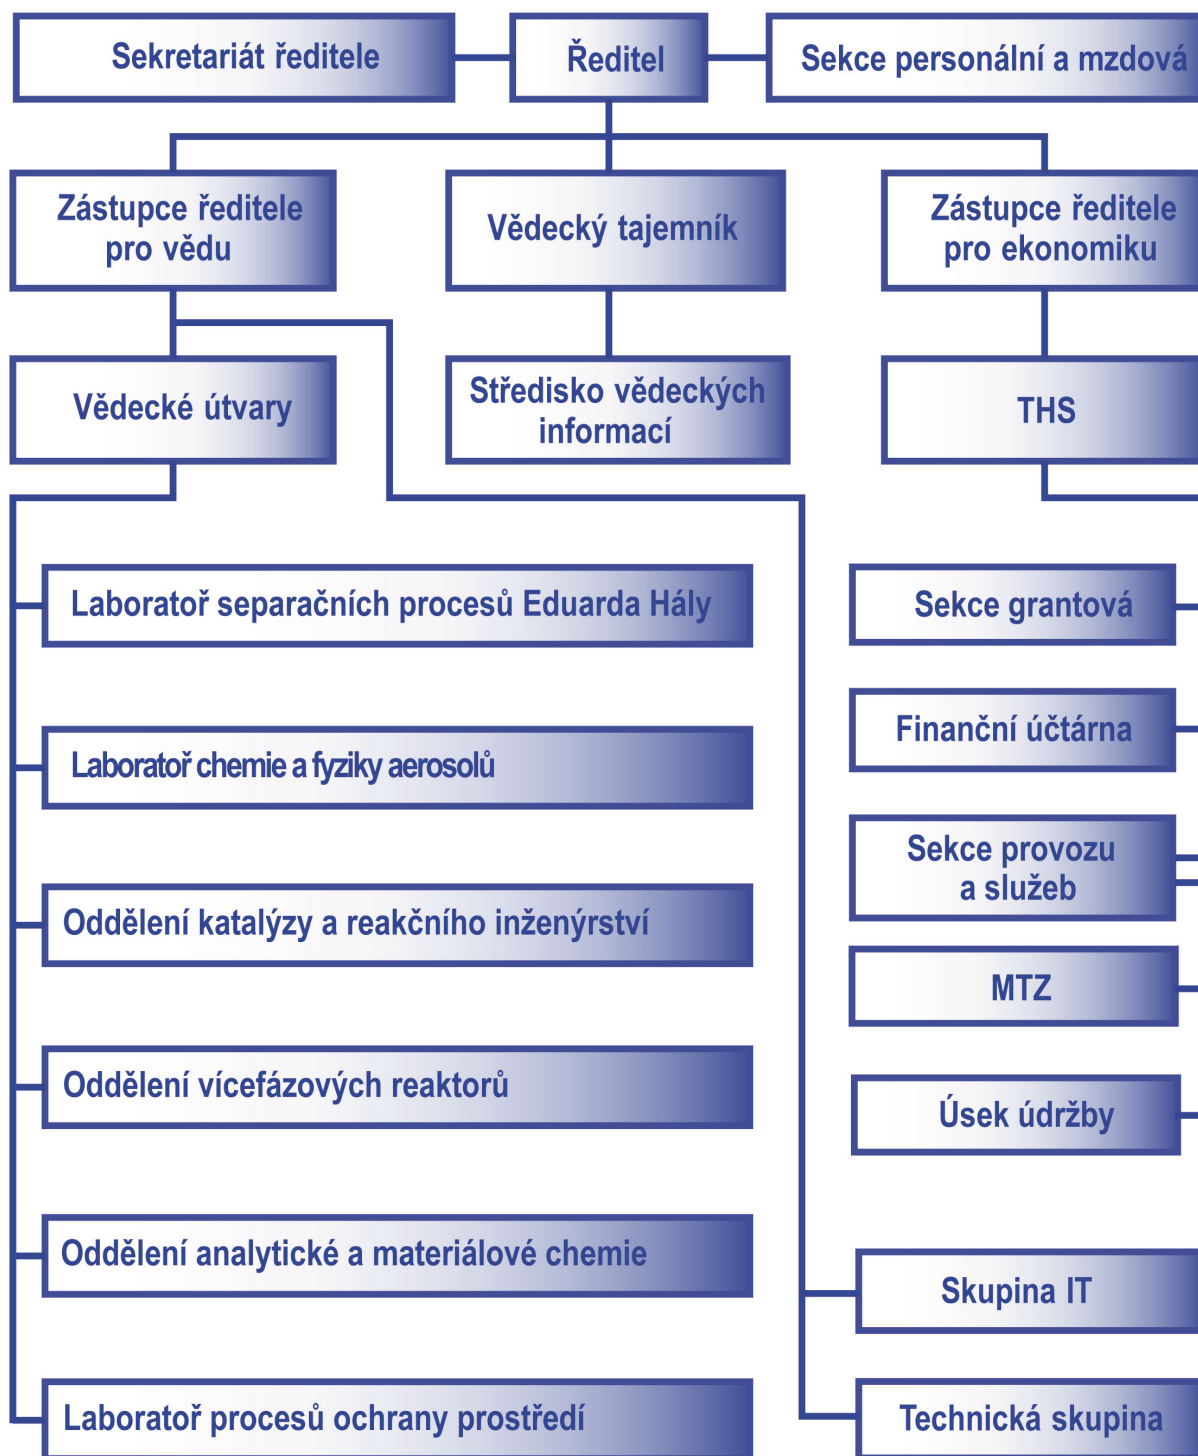 Sekretariát ředitele
Ředitel
Sekce personální a mzdová
Zástupce ředitele
pro vědu
Vědecký tajemník
Zástupce ředitele
pro ekonomiku
Vědecké útvary
Středisko vědeckých
informací
THS
Laboratoř separačních procesů Eduarda Hály
Laboratoř chemie a fyziky aerosolů
Oddělení katalýzy a reakčního inženýrství
Oddělení vícefázových reaktorů
Oddělení analytické a materiálové chemie
Laboratoř procesů ochrany prostředí
Sekce grantová
Finanční účtárna
Sekce provozu
a služeb
MTZ
Úsek údržby
Skupina IT
Technická skupina